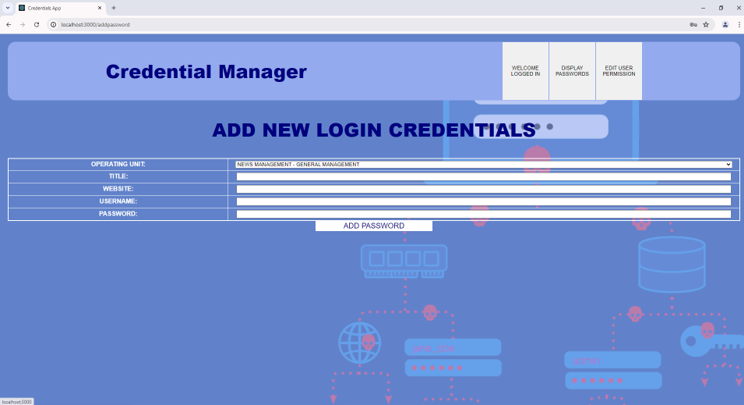 Credentials App
localhost:3000/addpassword
Credential Manager
WELCOME
LOGGED IN
DISPLAY
PASSWORDS
EDIT USER
PERMISSION
ADD NEW LOGIN CREDENTIALS
OPERATING UNIT:
NEWS MANAGEMENT - GENERAL MANAGEMENT
TITLE:
WEBSITE:
USERNAME:
PASSWORD:
ADD PASSWORD
localhost:3000